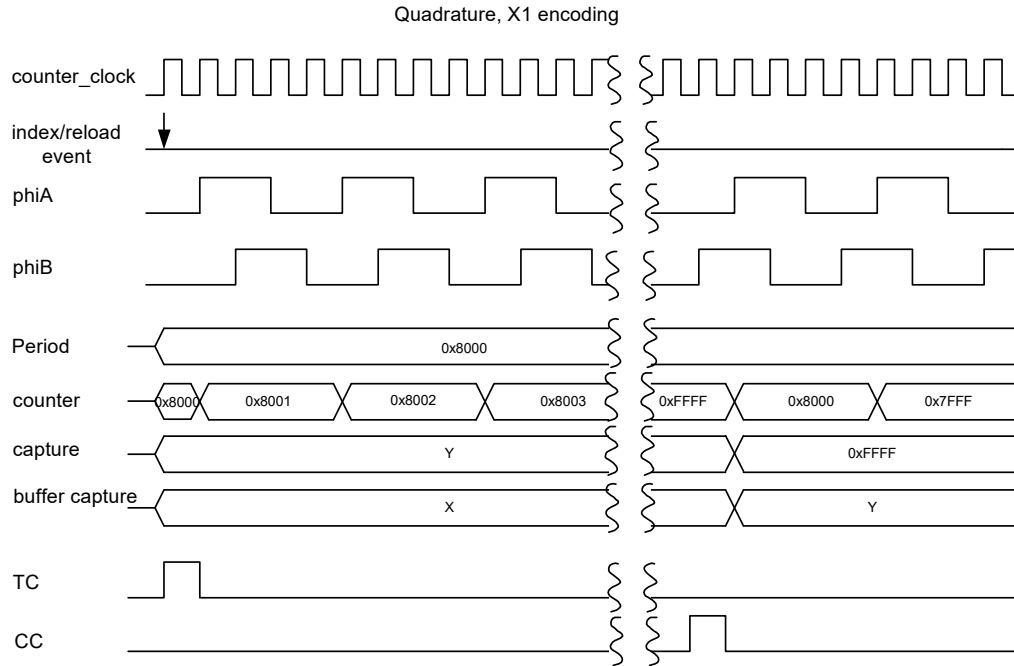 Quadrature, X1 encoding
counter_clock
index/reload
event
phiA
phiB
Period
0x8000
counter
0x8000
0x8001
0x8002
0x8003
0xFFFF
0x8000
0x7FFF
capture
Y
0xFFFF
buffer capture
X
Y
TC
CC